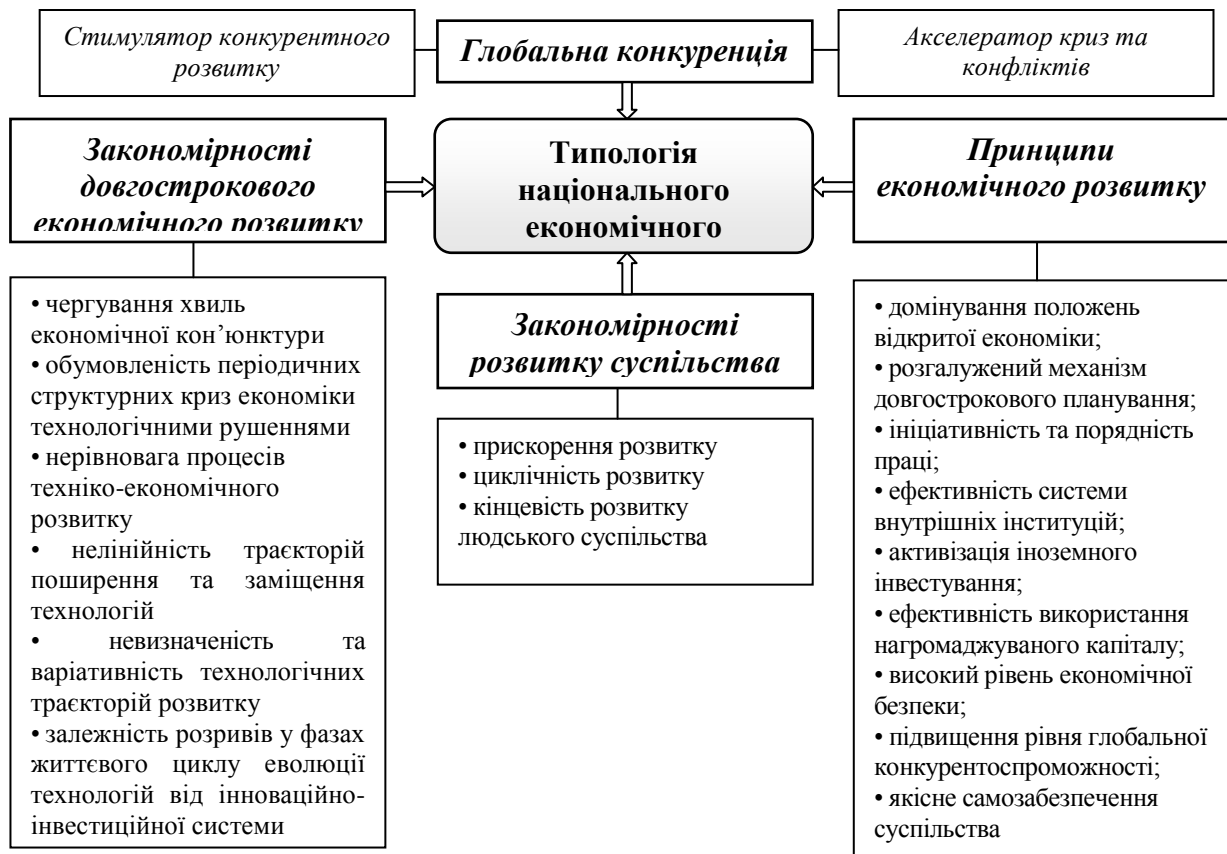 Стимулятор конкурентного
розвитку
Глобальна конкуренція
Акселератор криз та
конфліктів
Закономірності
довгострокового
економічного розвитку
Типологія
національного
економічного
Принципи
економічного розвитку
• чергування хвиль
економічної кон’юнктури
• обумовленість періодичних
структурних криз економіки
технологічними рушеннями
• нерівновага процесів
техніко-економічного
розвитку
• нелінійність траєкторій
поширення та заміщення
технологій
• невизначеність та
варіативність технологічних
траєкторій розвитку
• залежність розривів у фазах
життєвого циклу еволюції
технологій від інноваційно-
інвестиційної системи
Закономірності
розвитку суспільства
• прискорення розвитку
• циклічність розвитку
• кінцевість розвитку
людського суспільства
• домінування положень
відкритої економіки;
• розгалужений механізм
довгострокового планування;
• ініціативність та порядність
праці;
• ефективність системи
внутрішніх інституцій;
• активізація іноземного
інвестування;
• ефективність використання
нагромаджуваного капіталу;
• високий рівень економічної
безпеки;
• підвищення рівня глобальної
конкурентоспроможності;
• якісне самозабезпечення
суспільства